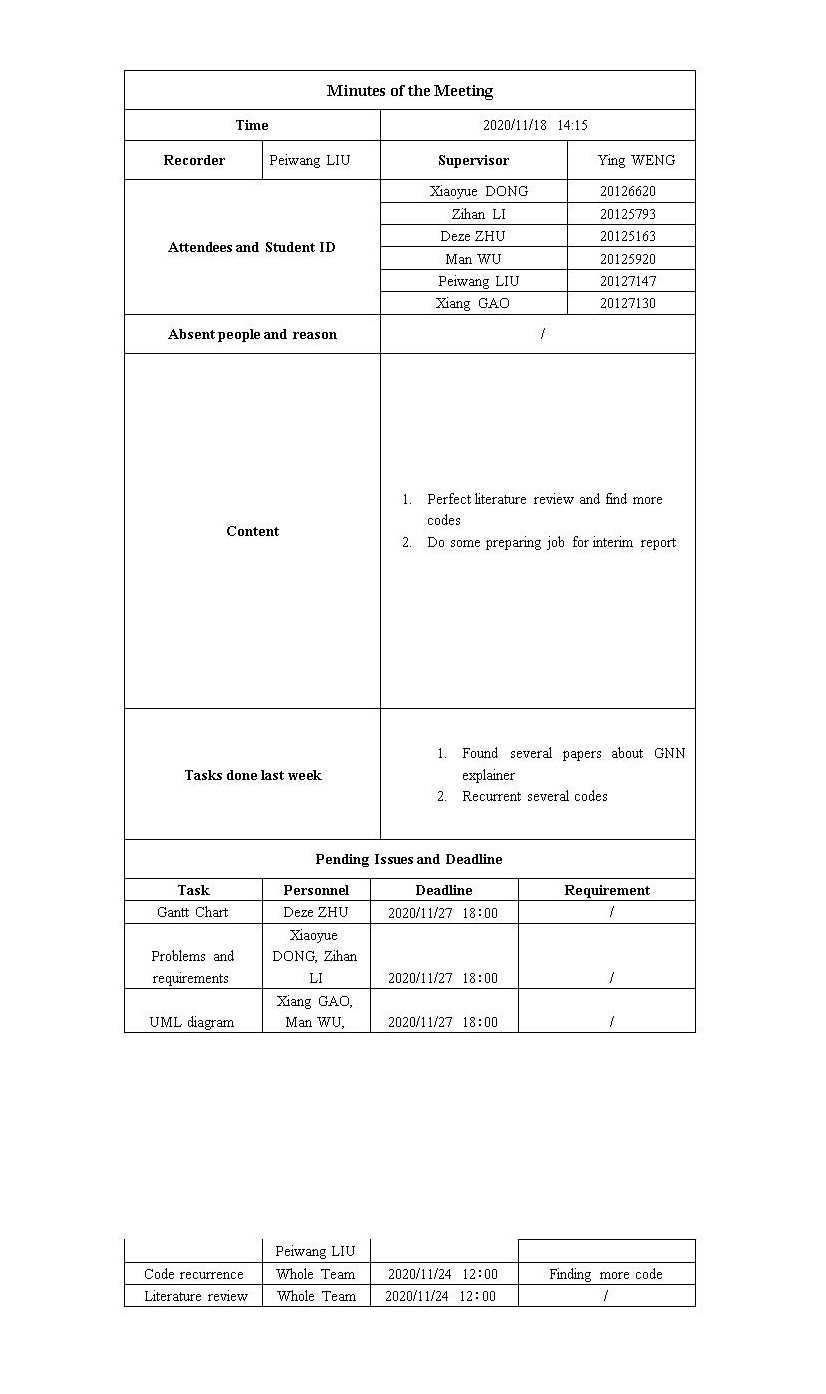 Minutes of the Meeting
Time 2020/11/18 14:15
Recorder Peiwang LIU Supervisor Ying WENG
Attendees and Student ID
Xiaoyue DONG 20126620
Zihan LI 20125793
Deze ZHU 20125163
Man WU 20125920
Peiwang LIU 20127147
Xiang GAO 20127130
Absent people and reason /
Content
1. Perfect literature review and find more
codes
2. Do some preparing job for interim report
Tasks done last week
1. Found several papers about GNN
explainer
2. Recurrent several codes
Pending Issues and Deadline
Task Personnel Deadline Requirement
Gantt Chart Deze ZHU 2020/11/27 18:00 /
Xiaoyue
Problems and DONG, Zihan
requirements LI 2020/11/27 18:00 /
Xiang GAO,
UML diagram Man WU, 2020/11/27 18:00 /
Peiwang LIU
Code recurrence Whole Team 2020/11/24 12:00 Finding more code
Literature review Whole Team 2020/11/24 12:00 /